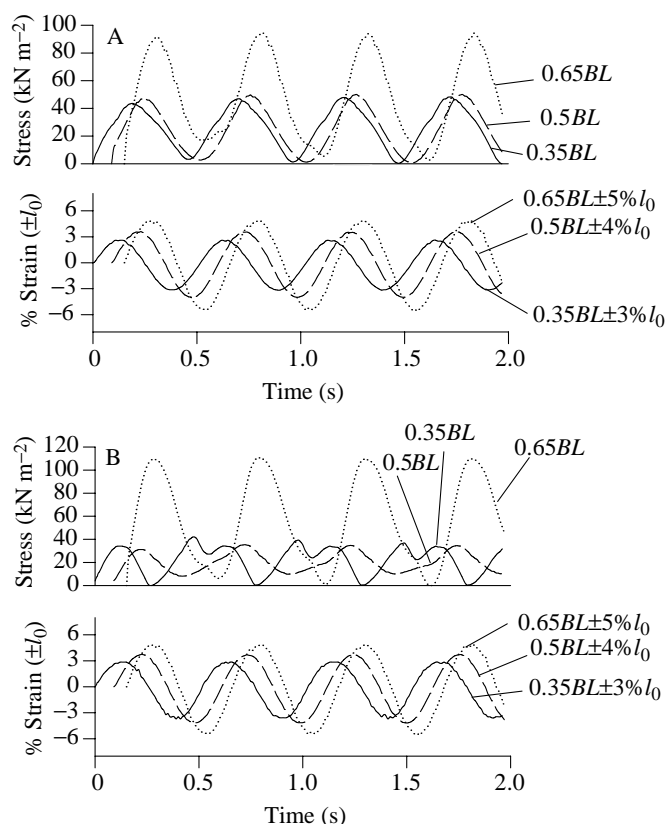 A
Stress (kN m−2)
100
80
60
40
20
0
0.65BL
0.5BL
0.35BL
% Strain (±l0)
6
3
0
−3
−6
0.65BL±5%l0
0.5BL±4%l0
0.35BL±3%l0
0 0.5 1.0 1.5 2.0
Time (s)
B
Stress (kN m−2)
120
100
80
60
40
20
0
0.35BL
0.5BL
0.65BL
% Strain (±l0)
6
3
0
−3
−6
0.65BL±5%l0
0.5BL±4%l0
0.35BL±3%l0
0 0.5 1.0 1.5 2.0
Time (s)